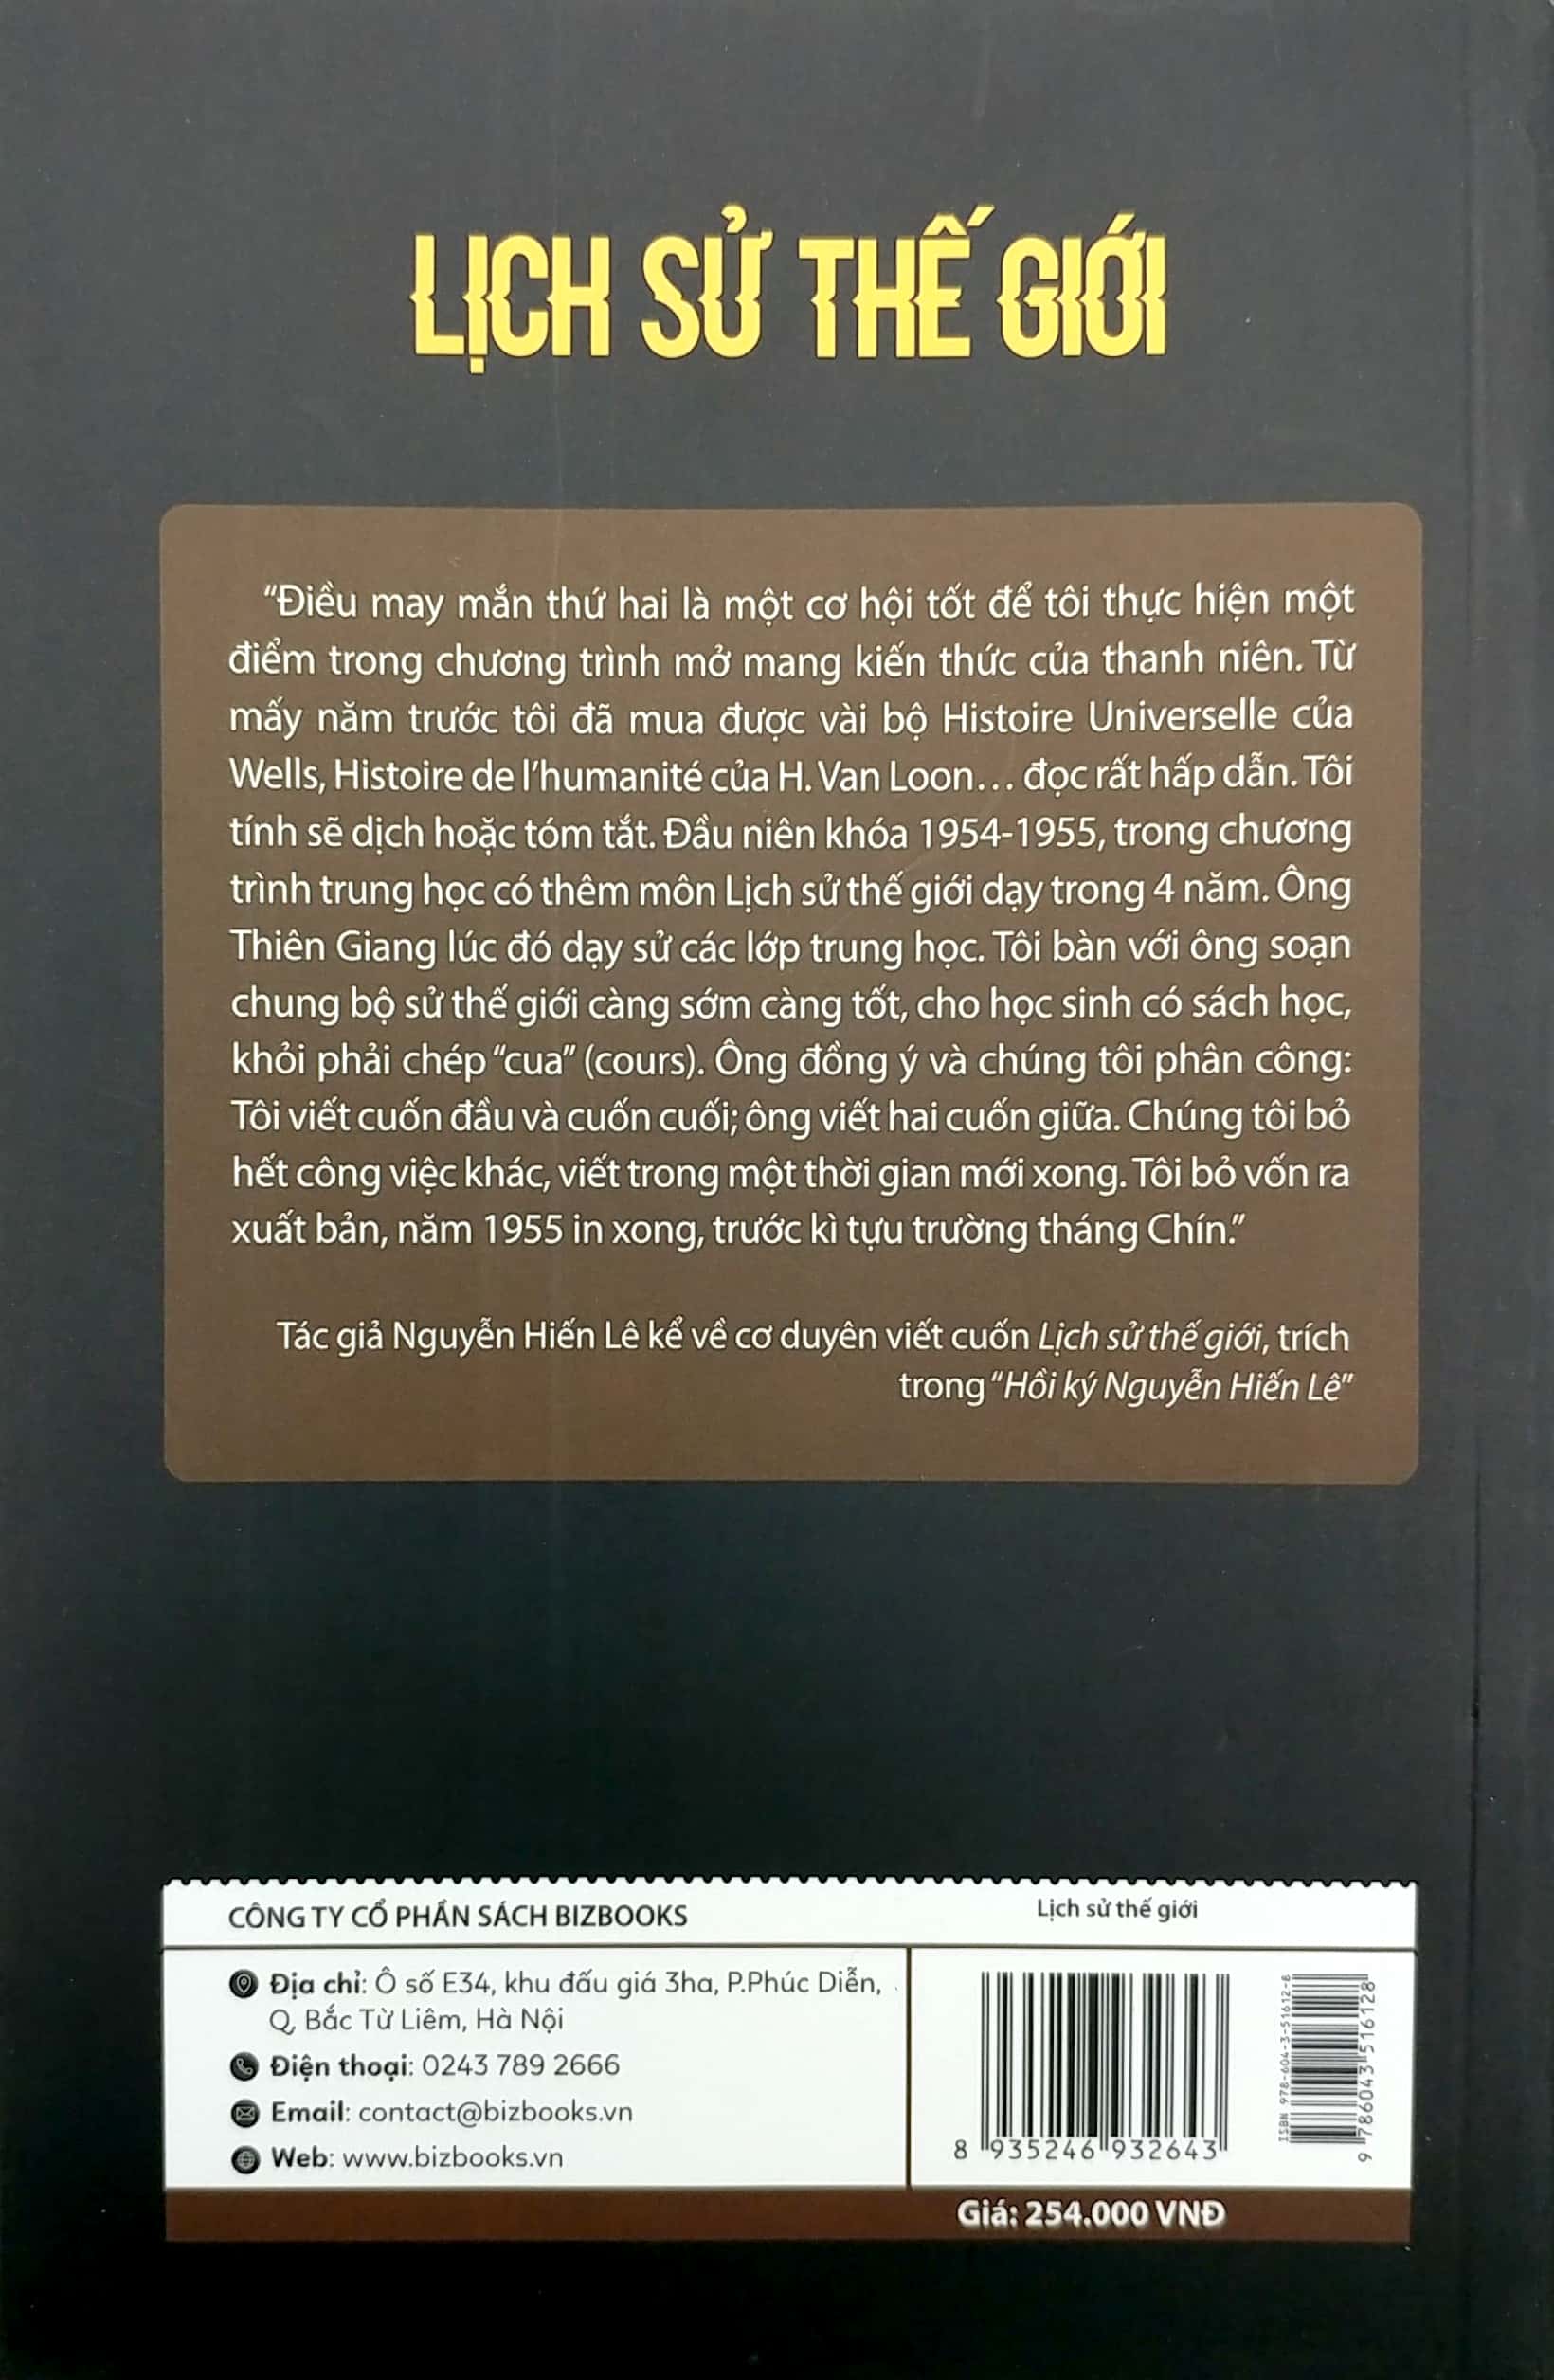 LỊCH SỬ THẾ GIỚI
“Điều may mắn thứ hai là một cơ hội tốt để tôi thực hiện một
điểm trong chương trình mở mang kiến thức của thanh niên. Từ
mấy năm trước tôi đã mua được vài bộ Histoire Universelle của
Wells, Histoire de l’humanité của H. Van Loon… đọc rất hấp dẫn. Tôi
tính sẽ dịch hoặc tóm tắt. Đầu niên khóa 1954-1955, trong chương
trình trung học có thêm môn Lịch sử thế giới dạy trong 4 năm. Ông
Thiên Giang lúc đó dạy sử các lớp trung học. Tôi bàn với ông soạn
chung bộ sử thế giới càng sớm càng tốt, cho học sinh có sách học,
khỏi phải chép “cua” (cours). Ông đồng ý và chúng tôi phân công:
Tôi viết cuốn đầu và cuốn cuối; ông viết hai cuốn giữa. Chúng tôi bỏ
hết công việc khác, viết trong một thời gian mới xong. Tôi bỏ vốn ra
xuất bản, năm 1955 in xong, trước kì tựu trường tháng Chín.”
Tác giả Nguyễn Hiến Lê kể về cơ duyên viết cuốn Lịch sử thế giới, trích
trong “Hồi ký Nguyễn Hiến Lê”
CÔNG TY CỔ PHẦN SÁCH BIZBOOKS
Địa chỉ: Ô số E34, khu đấu giá 3ha, P.Phúc Diễn,
Q. Bắc Từ Liêm, Hà Nội
Điện thoại: 0243 789 2666
Email: contact@bizbooks.vn
Web: www.bizbooks.vn
Lịch sử thế giới
8 935246 932643
ISBN 978-604-3-51612-8
9 786043 516128
Giá: 254.000 VNĐ